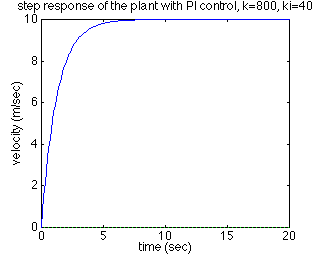 step response of the plant with PI control, k=800, ki=40
10
8
6
4
2
0
velocity (m/sec)
0 5 10 15 20
time (sec)